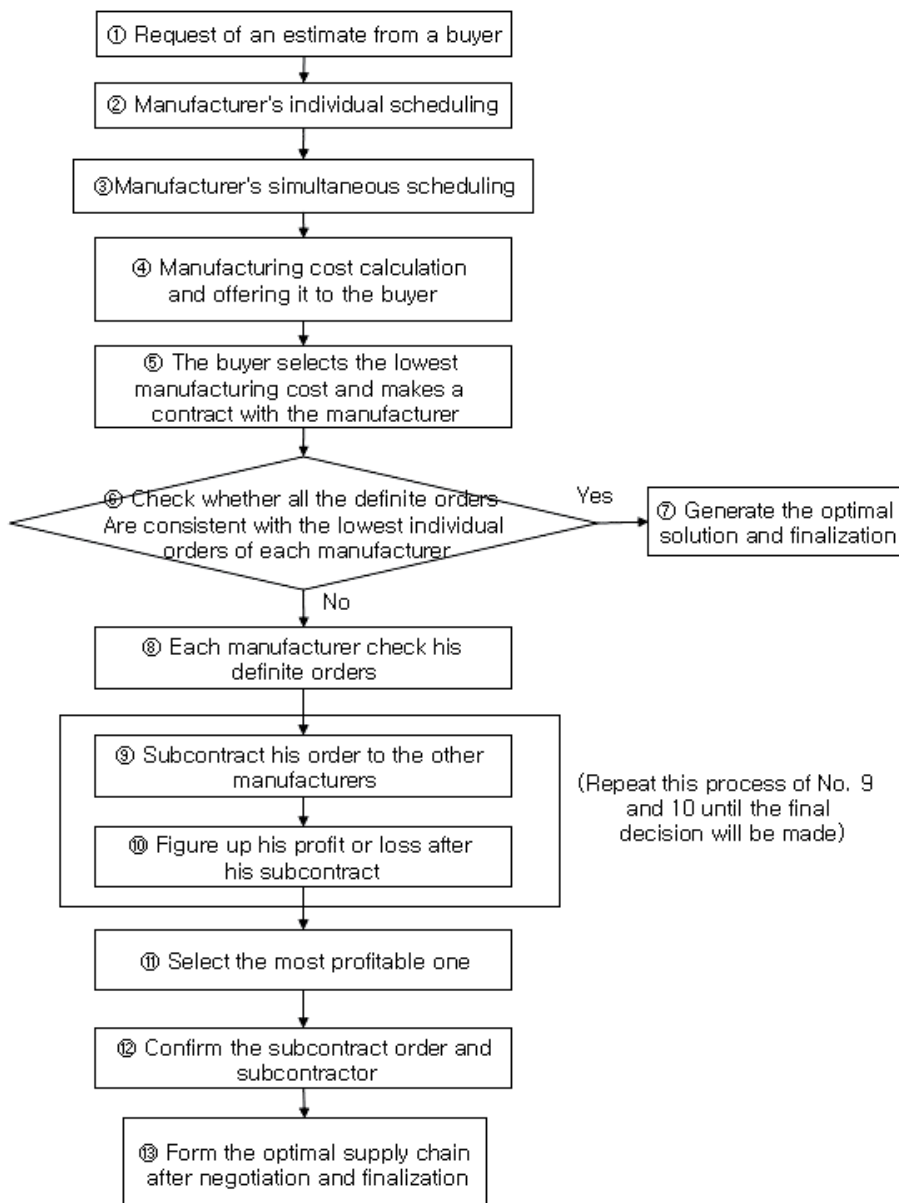 ① Request of an estimate from a buyer
② Manufacturer's individual scheduling
③Manufacturer's simultaneous scheduling
④ Manufacturing cost calculation
and offering it to the buyer
⑤ The buyer selects the lowest
manufacturing cost and makes a
contract with the manufacturer
⑥ Check whether all the definite orders
Are consistent with the lowest individual
orders of each manufacturer
Yes
⑦ Generate the optimal
solution and finalization
No
⑧ Each manufacturer check his
definite orders
⑨ Subcontract his order to the other
manufacturers
⑩ Figure up his profit or loss after
his subcontract
(Repeat this process of No. 9
and 10 until the final
decision will be made)
⑪ Select the most profitable one
⑫ Confirm the subcontract order and
subcontractor
⑬ Form the optimal supply chain
after negotiation and finalization